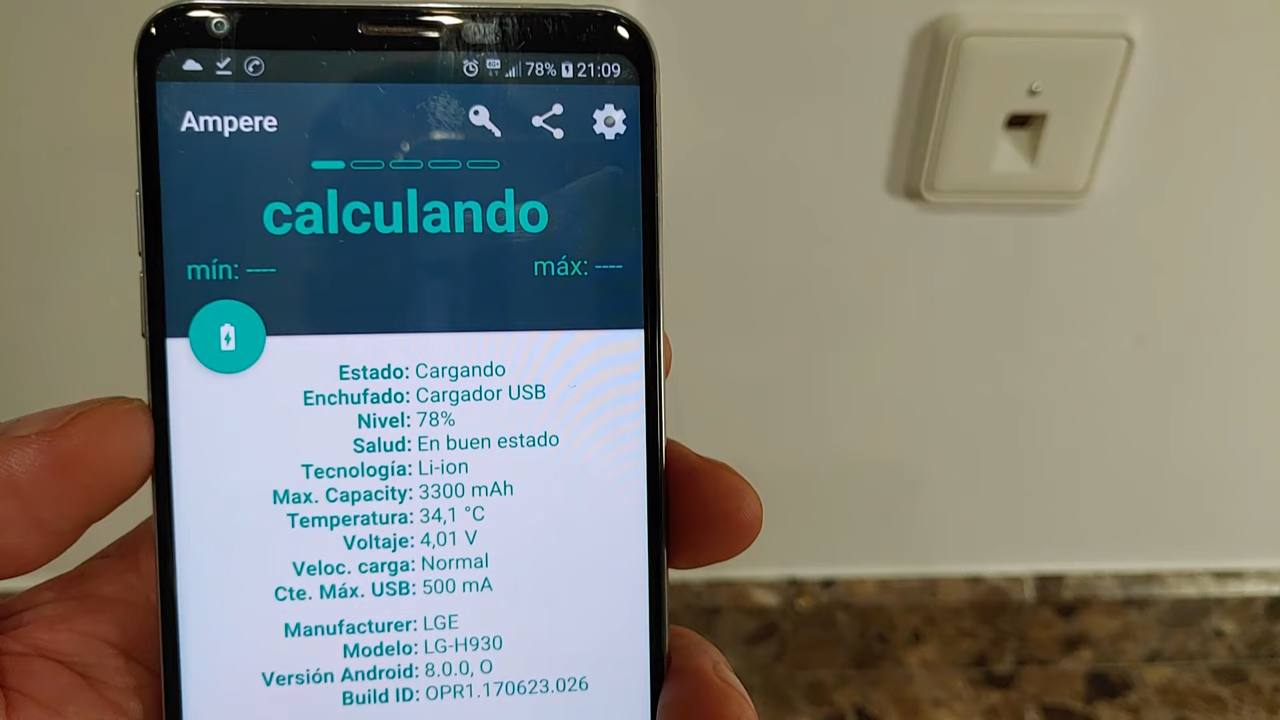 78% 21:09
Ampere
calculando
mín: ----
máx: ----
Estado: Cargando
Enchufado: Cargador USB
Nivel: 78%
Salud: En buen estado
Tecnología: Li-ion
Max. Capacity: 3300 mAh
Temperatura: 34,1 °C
Voltaje: 4,01 V
Veloc. carga: Normal
Cte. Máx. USB: 500 mA
Manufacturer: LGE
Modelo: LG-H930
Versión Android: 8.0.0, O
Build ID: OPR1.170623.026